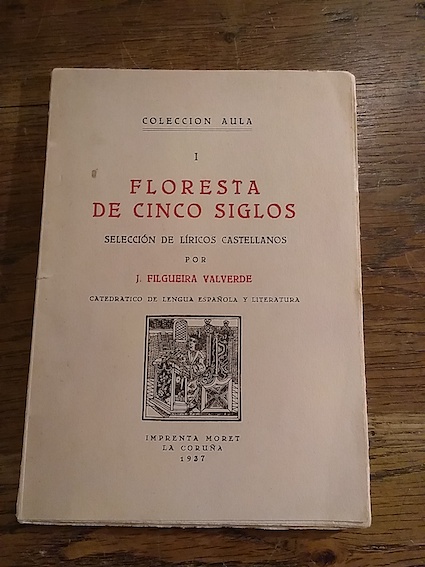 COLECCION AULA
I
FLORESTA
DE CINCO SIGLOS
SELECCIÓN DE LÍRICOS CASTELLANOS
POR
J. FILGUEIRA VALVERDE
CATEDRÁTICO DE LENGUA ESPAÑOLA Y LITERATURA
IMPRENTA MORET
LA CORUÑA
1937